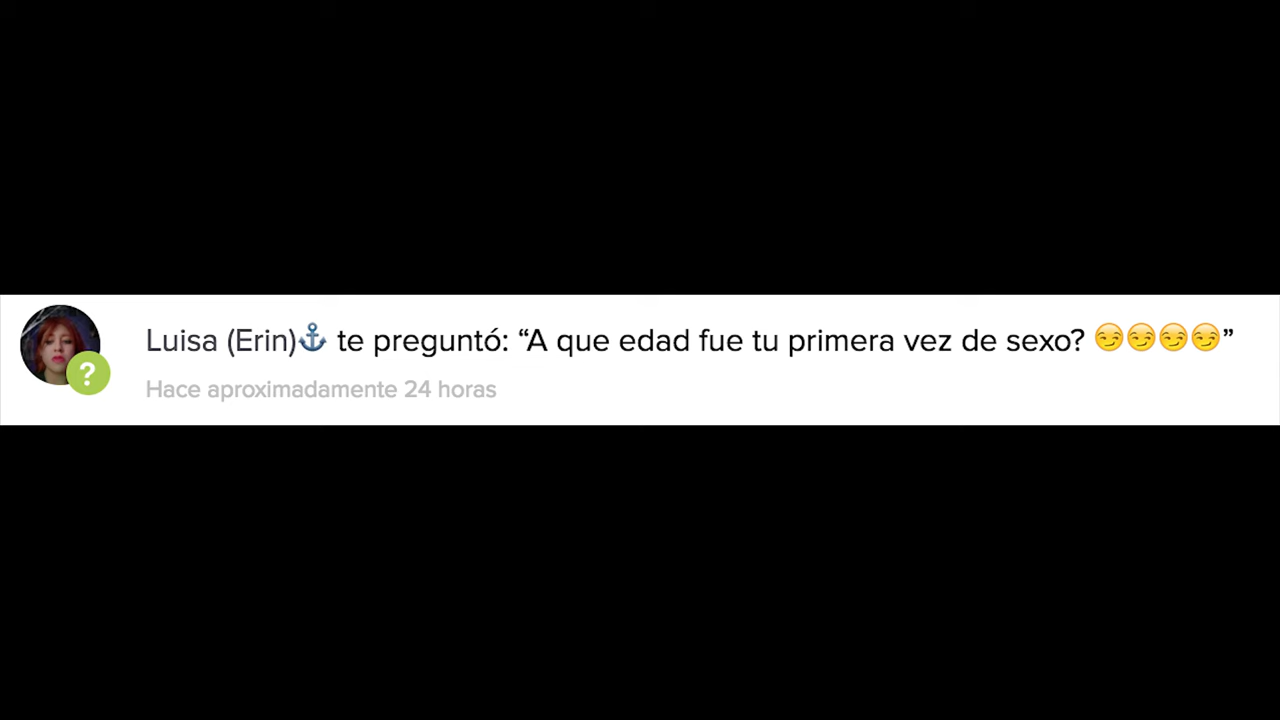 Luisa (Erin)⚓ te preguntó: “A que edad fue tu primera vez de sexo? 😏😏😏😏”
Hace aproximadamente 24 horas